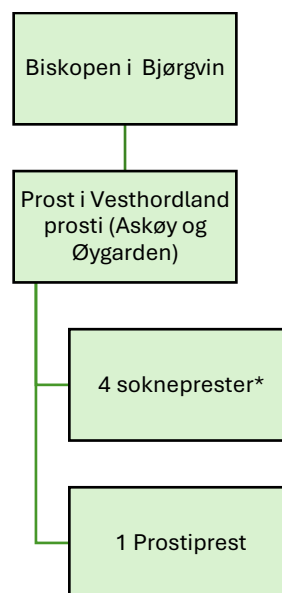 Biskopen i  Bjørgvin
Prost i Vesthordland
prosti (Askøy og
Øygarden)
4 sokneprester*
1 Prostiprest